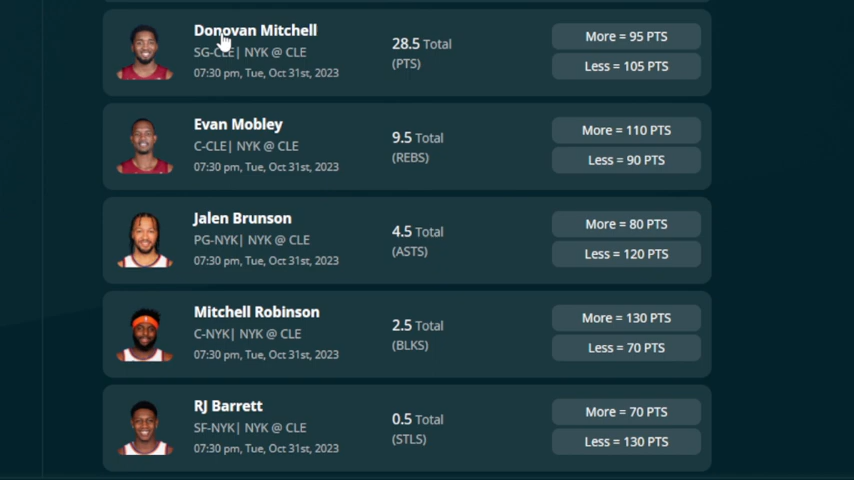 Donovan Mitchell
SG-CLE| NYK @ CLE
07:30 pm, Tue, Oct 31st, 2023
28.5 Total
(PTS)
More = 95 PTS
Less = 105 PTS
Evan Mobley
C-CLE| NYK @ CLE
07:30 pm, Tue, Oct 31st, 2023
9.5 Total
(REBS)
More = 110 PTS
Less = 90 PTS
Jalen Brunson
PG-NYK| NYK @ CLE
07:30 pm, Tue, Oct 31st, 2023
4.5 Total
(ASTS)
More = 80 PTS
Less = 120 PTS
Mitchell Robinson
C-NYK| NYK @ CLE
07:30 pm, Tue, Oct 31st, 2023
2.5 Total
(BLKS)
More = 130 PTS
Less = 70 PTS
RJ Barrett
SF-NYK| NYK @ CLE
07:30 pm, Tue, Oct 31st, 2023
0.5 Total
(STLS)
More = 70 PTS
Less = 130 PTS